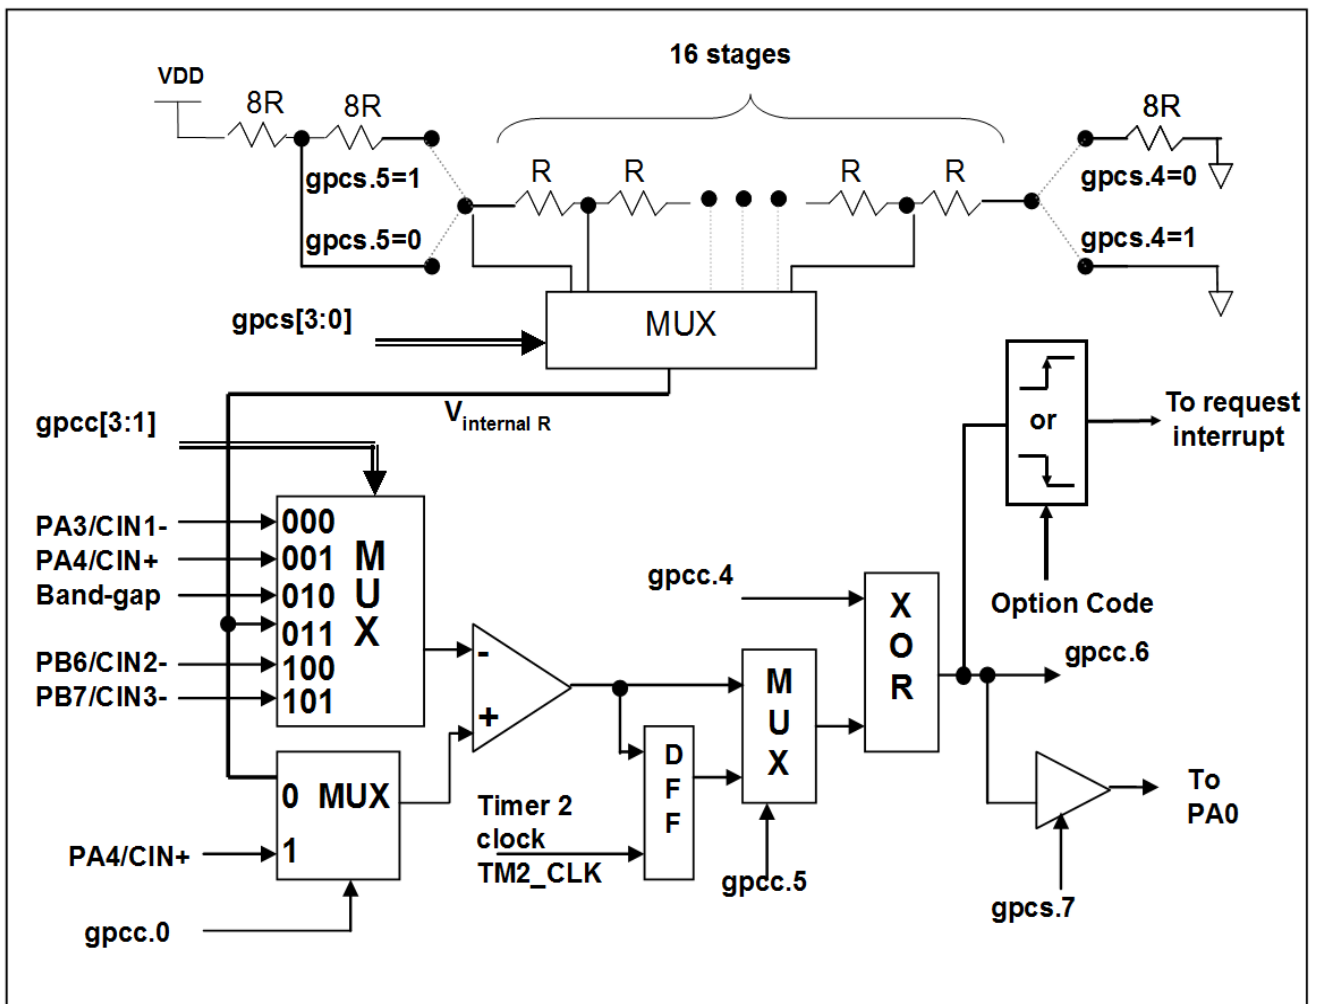 16 stages
VDD
8R
8R
8R
gpcs.5=1
R
R
R
R
gpcs.4=0
gpcs.5=0
gpcs.4=1
gpcs[3:0]
MUX
gpcc[3:1]
V internal R
or
To request
interrupt
PA3/CIN1-
000
PA4/CIN+
001
Band-gap
010
011
PB6/CIN2-
100
PB7/CIN3-
101
M
U
X
-
+
gpcc.4
X
O
R
Option Code
gpcc.6
M
U
X
D
F
F
0 MUX
1
PA4/CIN+
gpcc.0
Timer 2
clock
TM2_CLK
gpcc.5
To
PA0
gpcs.7